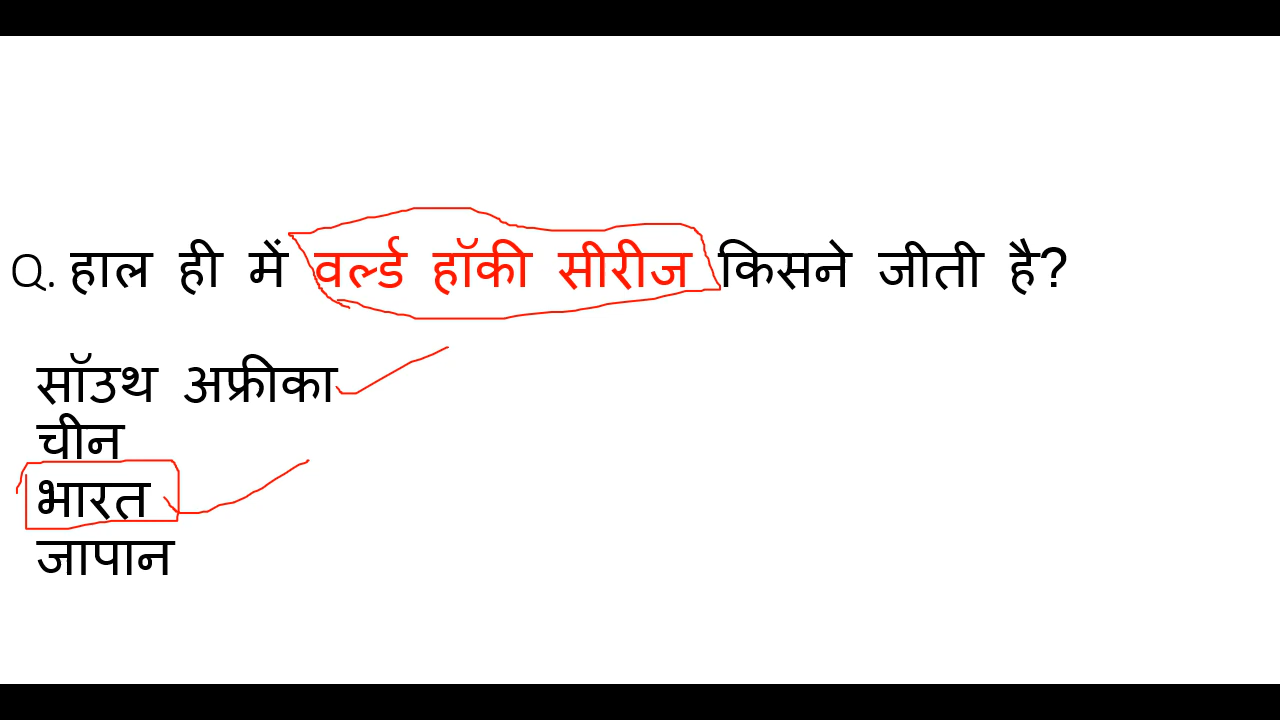 Q. हाल ही में वर्ल्ड हॉकी सीरीज किसने जीती है?
सॉउथ अफ्रीका
चीन
भारत
जापान